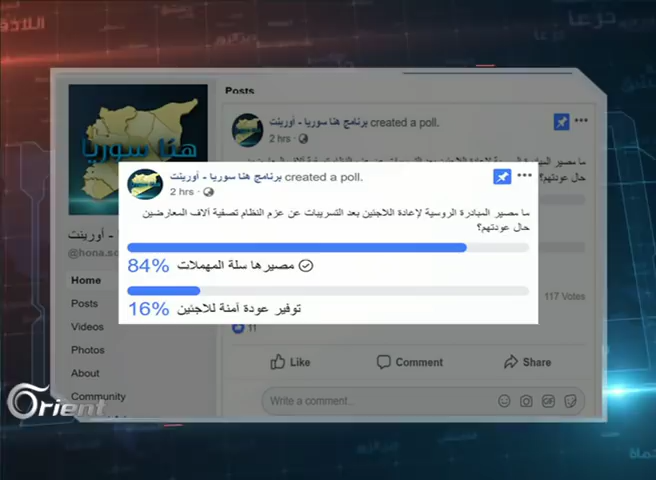 Posts
برنامج هنا سوريا - أورينت created a poll.
2 hrs
هنا سوريا
برنامج هنا سوريا - أورينت created a poll.
2 hrs
ما مصير المبادرة الروسية لإعادة اللاجئين بعد التسريبات عن عزم النظام تصفية آلاف المعارضين
حال عودتهم؟
84% مصيرها سلة المهملات
16% توفير عودة آمنة للاجئين
- أورينت
Home
Posts
Videos
Photos
About
Community
حال عودتهم؟
117 Votes
11
Like
Comment
Share
Write a comment...
Orient